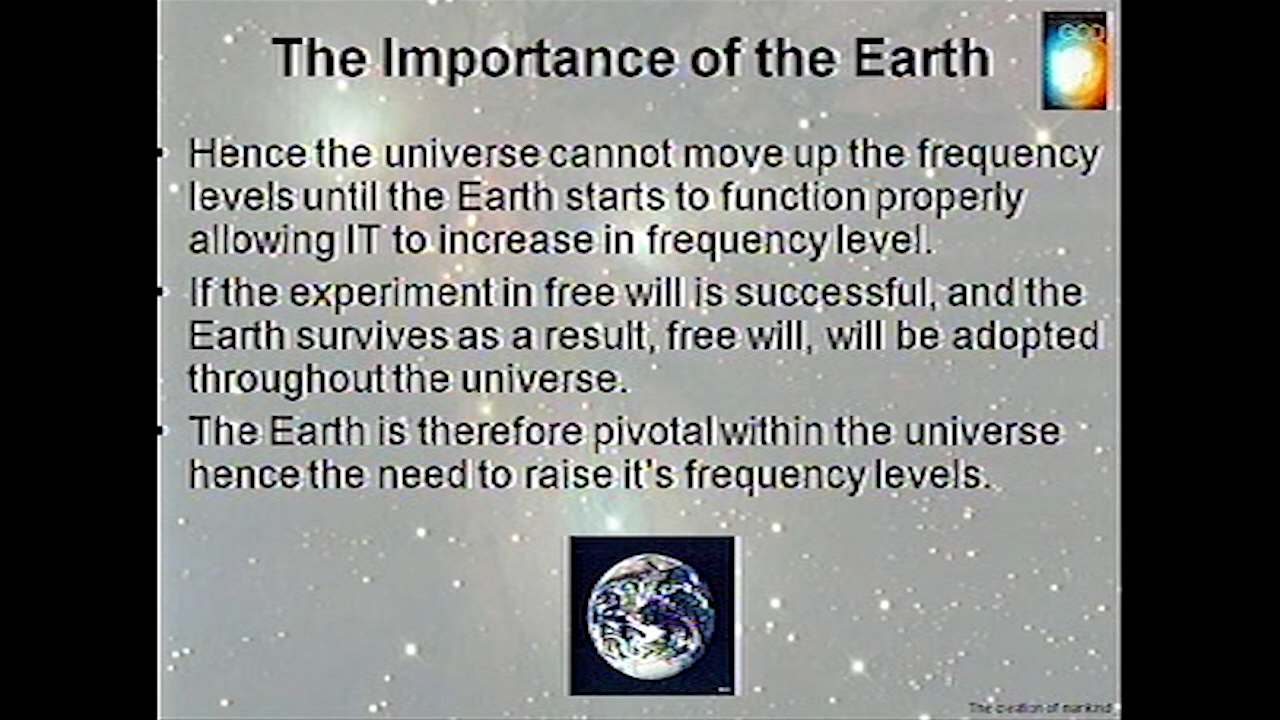 The Importance of the Earth
GOD
Hence the universe cannot move up the frequency
levels until the Earth starts to function properly
allowing IT to increase in frequency level.
If the experiment in free will is successful, and the
Earth survives as a result, free will, will be adopted
throughout the universe.
The Earth is therefore pivotal within the universe
hence the need to raise it's frequency levels.
The creation of mankind